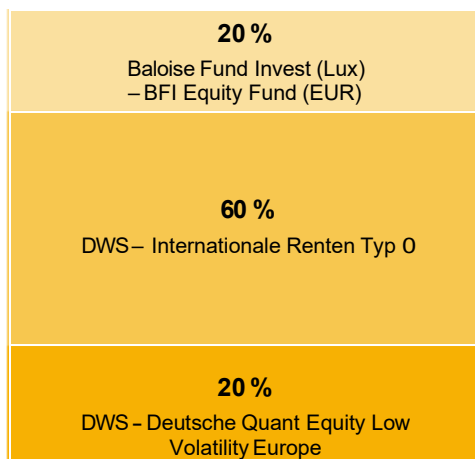 20 %
Baloise Fund Invest (Lux)
– BFI Equity Fund (EUR)
60 %
DWS – Internationale Renten Typ O
20 %
DWS – Deutsche Quant Equity Low
Volatility Europe